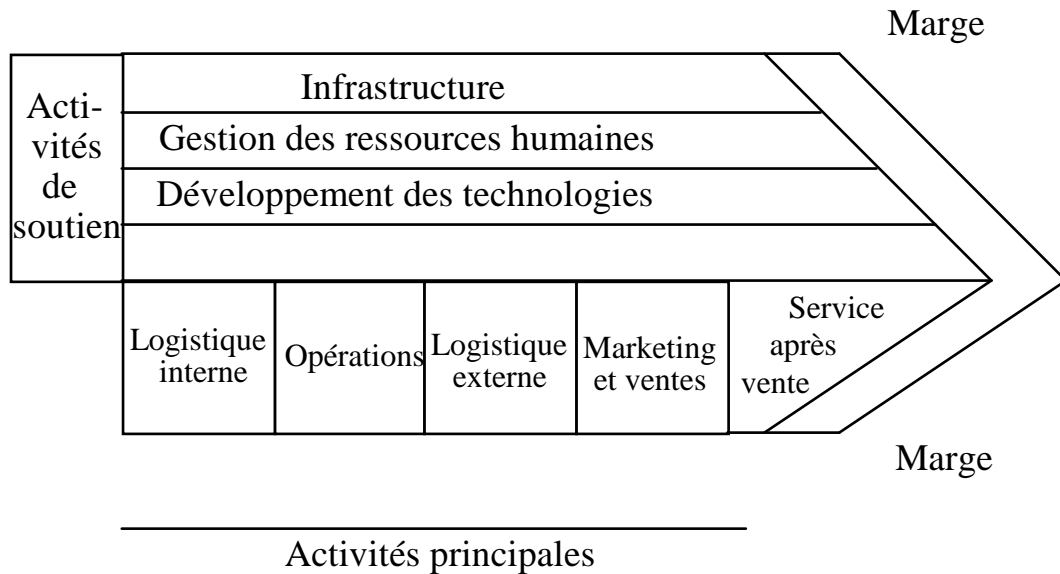 Marge
Infrastructure
Acti-
vités
de
soutien
Gestion des ressources humaines
Développement des technologies
Logistique
interne
Opérations
Logistique
externe
Marketing
et ventes
Service
après
vente
Marge
Activités principales